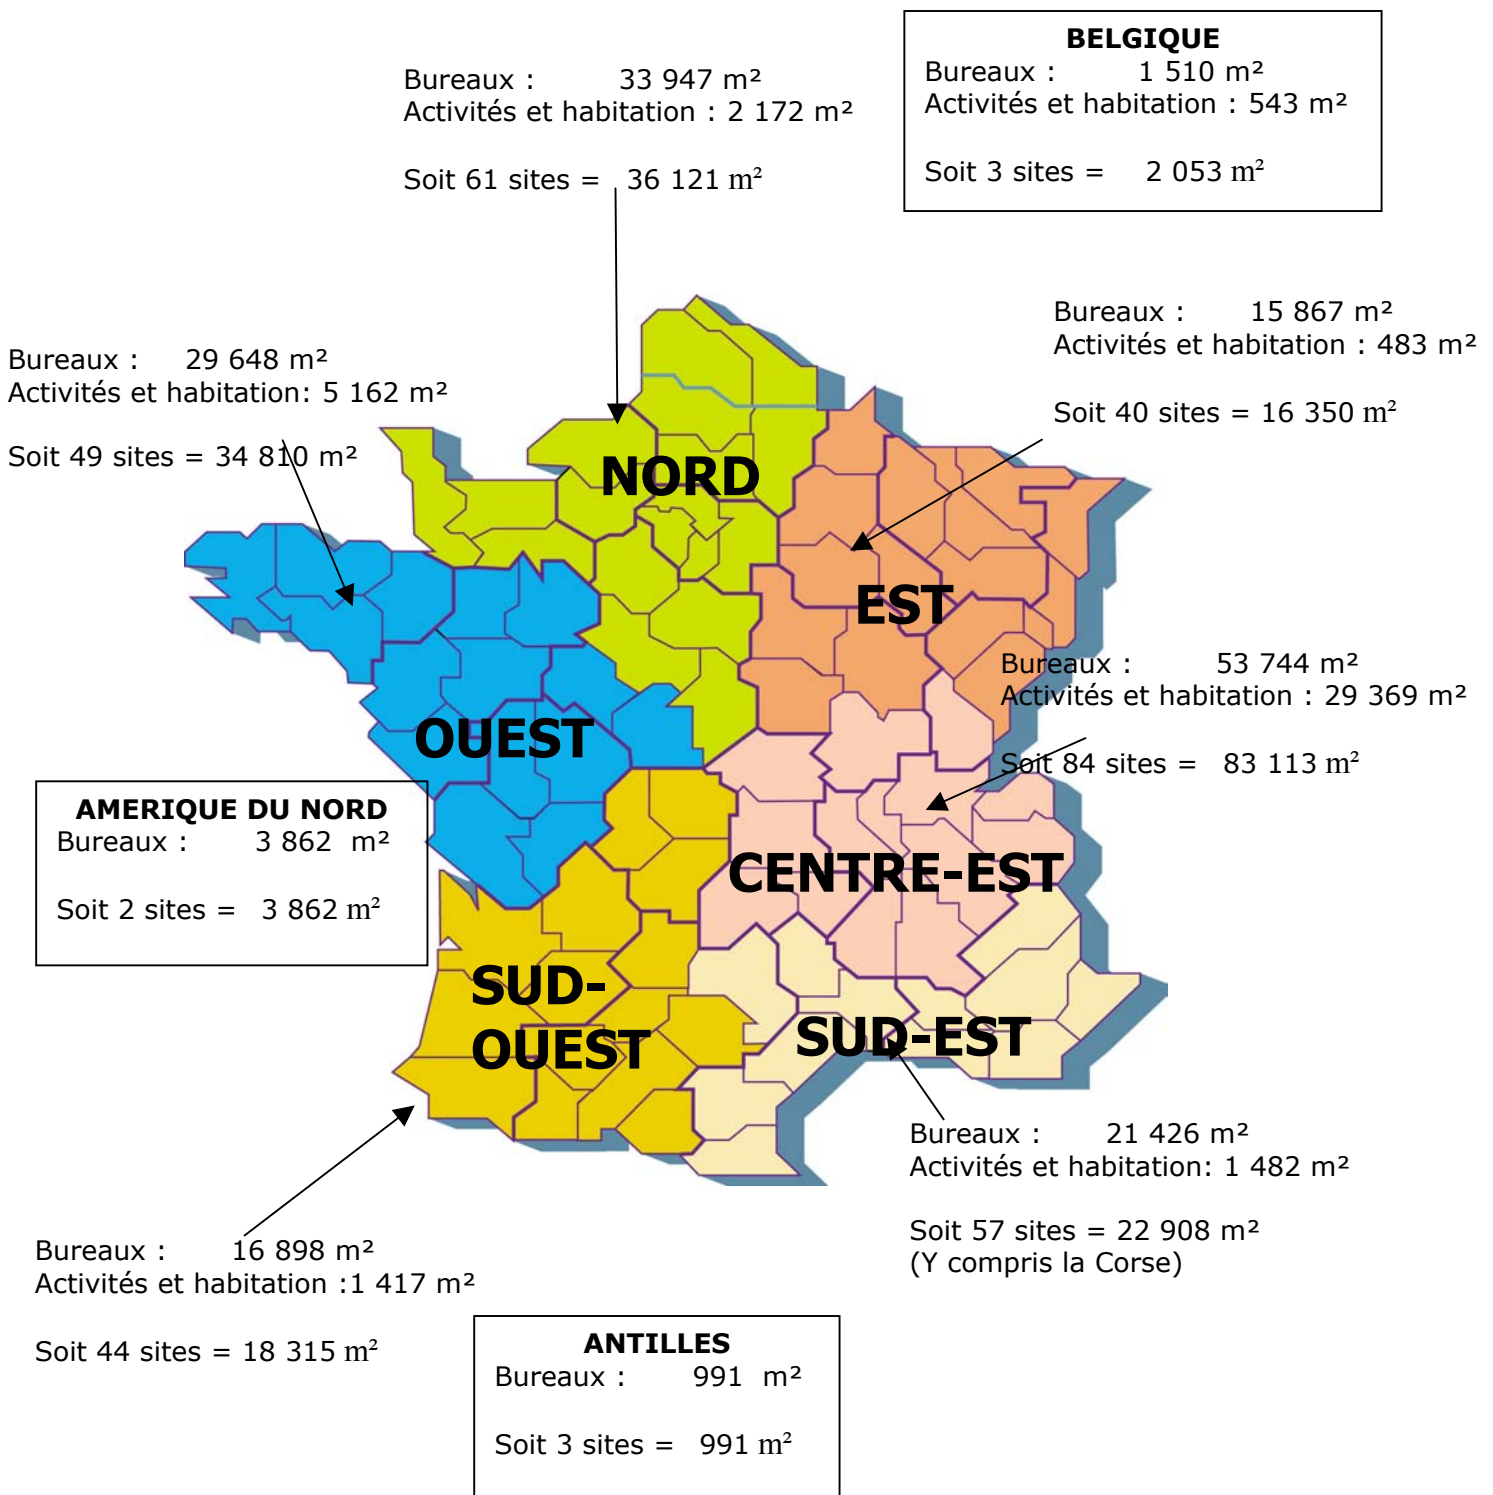 Bureaux : 33 947 m²
Activités et habitation : 2 172 m²
Soit 61 sites = 36 121 m²
BELGIQUE
Bureaux : 1 510 m²
Activités et habitation : 543 m²
Soit 3 sites = 2 053 m²
Bureaux : 15 867 m²
Activités et habitation : 483 m²
Soit 40 sites = 16 350 m²
Bureaux : 29 648 m²
Activités et habitation: 5 162 m²
Soit 49 sites = 34 810 m²
NORD
EST
Bureaux : 53 744 m²
Activités et habitation : 29 369 m²
Soit 84 sites = 83 113 m²
OUEST
AMERIQUE DU NORD
Bureaux : 3 862 m²
Soit 2 sites = 3 862 m²
CENTRE-EST
SUD-
OUEST
SUD-EST
Bureaux : 21 426 m²
Activités et habitation: 1 482 m²
Soit 57 sites = 22 908 m²
(Y compris la Corse)
Bureaux : 16 898 m²
Activités et habitation :1 417 m²
Soit 44 sites = 18 315 m²
ANTILLES
Bureaux : 991 m²
Soit 3 sites = 991 m²